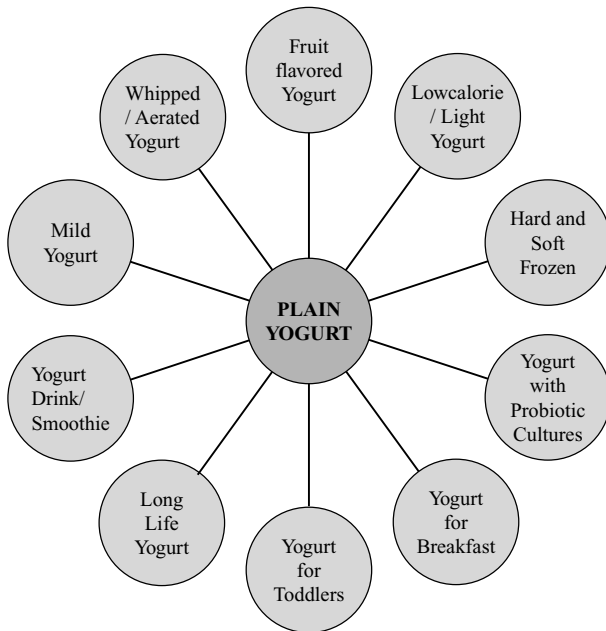 Fruit
flavored
Yogurt
Whipped
/ Aerated
Yogurt
Lowcalorie
/ Light
Yogurt
Mild
Yogurt
Hard and
Soft
Frozen
PLAIN
YOGURT
Yogurt
Drink/
Smoothie
Yogurt
with
Probiotic
Cultures
Long
Life
Yogurt
Yogurt
for
Breakfast
Yogurt
for
Toddlers